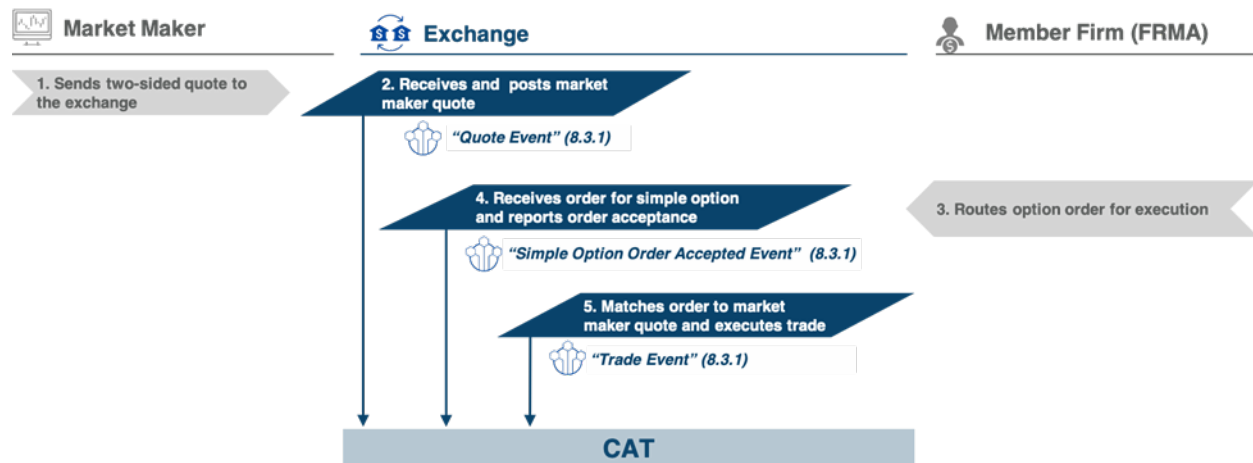 Market Maker
Exchange
Member Firm (FRMA)
1. Sends two-sided quote to
the exchange
2. Receives and posts market
maker quote
"Quote Event" (8.3.1)
4. Receives order for simple option
and reports order acceptance
3. Routes option order for execution
"Simple Option Order Accepted Event" (8.3.1)
5. Matches order to market
maker quote and executes trade
"Trade Event" (8.3.1)
CAT